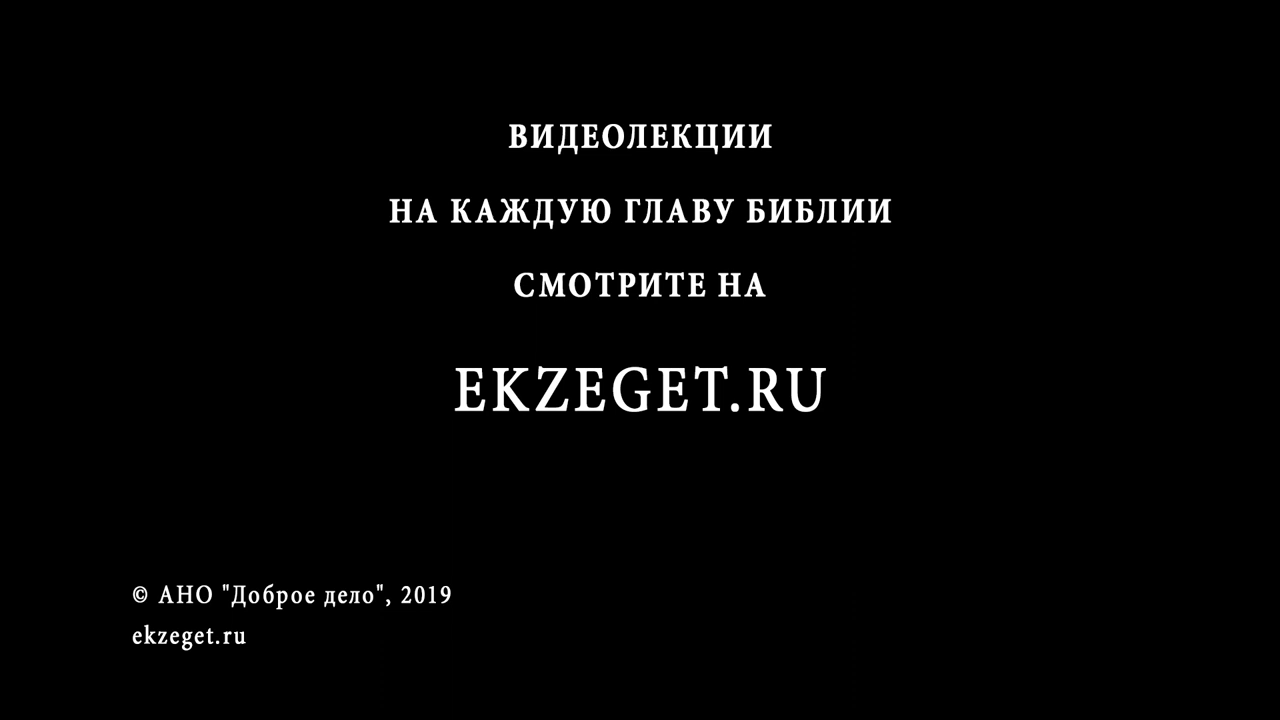 ВИДЕОЛЕКЦИИ
НА КАЖДУЮ ГЛАВУ БИБЛИИ
СМОТРИТЕ НА
EKZEGET.RU
© АНО "Доброе дело", 2019
ekzeget.ru